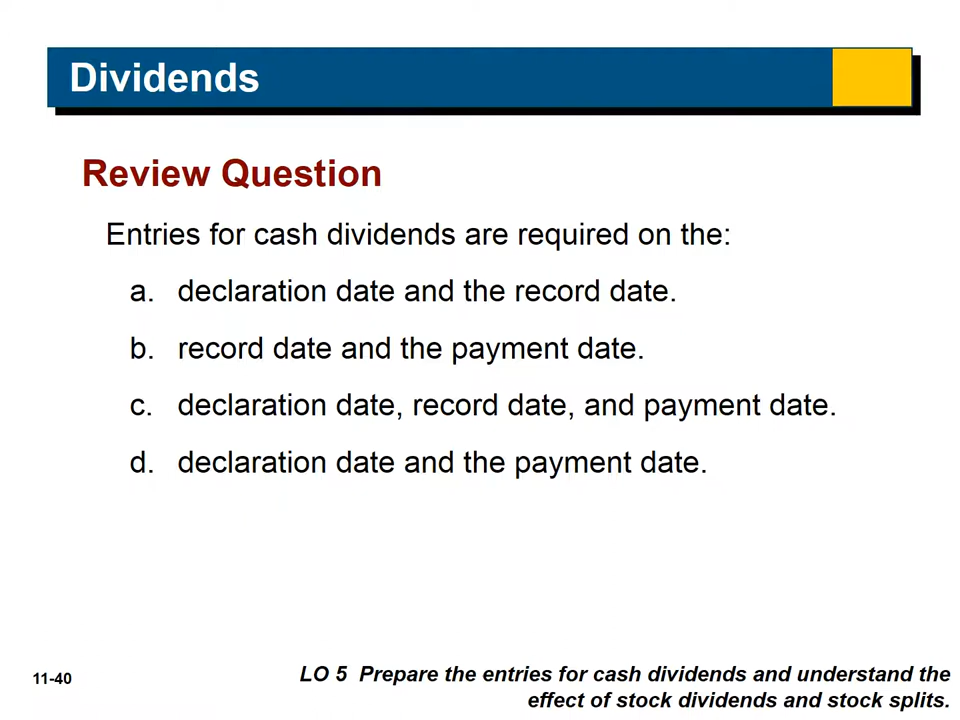 Dividends
Review Question
Entries for cash dividends are required on the:
a. declaration date and the record date.
b. record date and the payment date.
c. declaration date, record date, and payment date.
d. declaration date and the payment date.
11-40
LO 5 Prepare the entries for cash dividends and understand the
effect of stock dividends and stock splits.